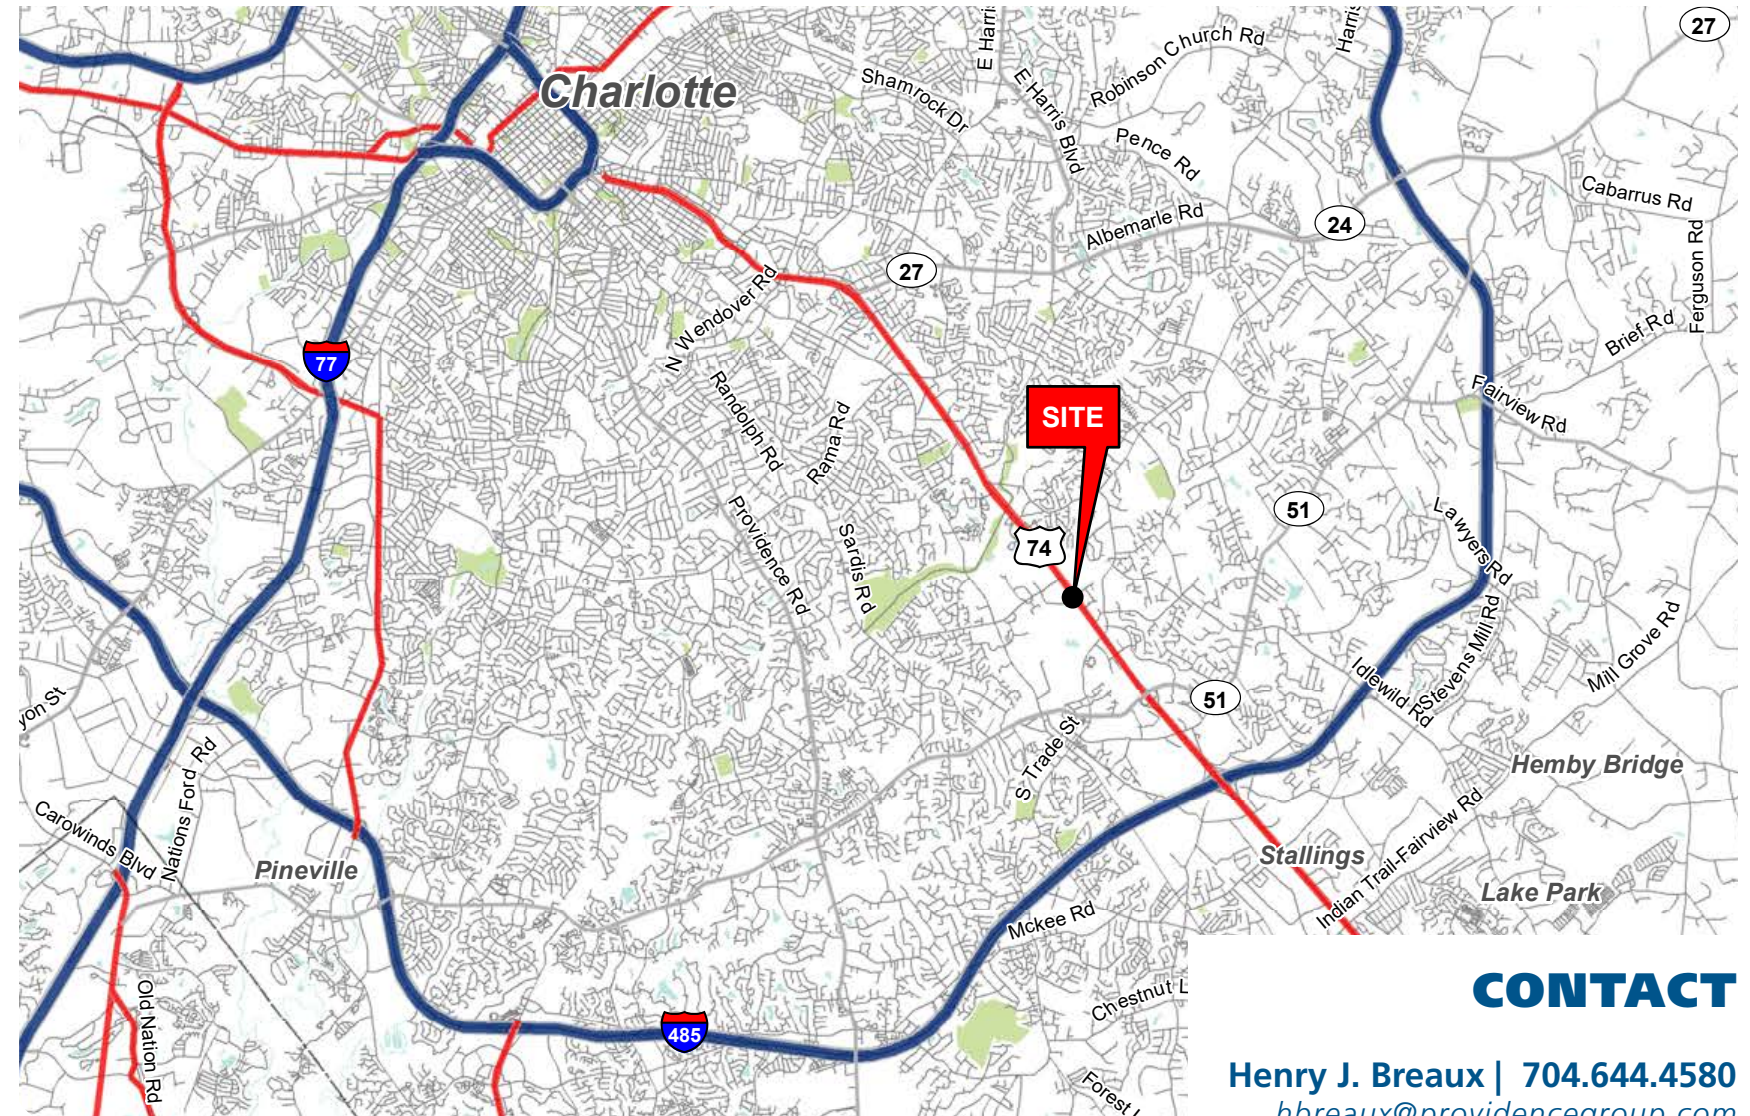 27
E Harris
Harris
Robinson Church Rd
Shamrock Dr
E Harris Blvd
Charlotte
Pence Rd
Cabarrus Rd
24
Albemarle Rd
27
Ferguson Rd
N Wendover Rd
Brief Rd
77
Fairview Rd
Randolph Rd
SITE
Rama Rd
51
Lawyers Rd
Providence Rd
Sardis Rd
74
Stevens Mill Rd
Mill Grove Rd
Idlewild Rd
51
yon St
S Trade St
Hemby Bridge
Nations Ford Rd
Carowinds Blvd
Pineville
Stallings
Indian Trail-Fairview Rd
Lake Park
Mckee Rd
Old Nation Rd
Chestnut L
485
Forest
CONTACT
Henry J. Breaux | 704.644.4580
hbreaux@providencegroup.com